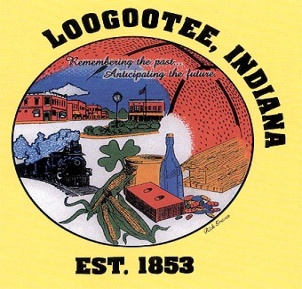 LOOGOOTEE, INDIANA
Remembering the past...
Anticipating the future.
EST. 1853